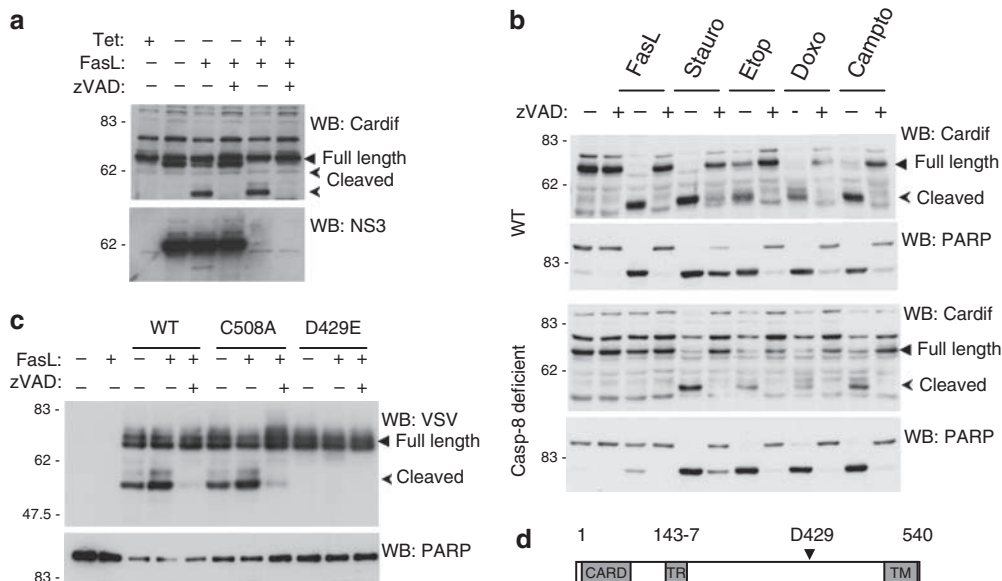 a
Tet: + – – – + +
FasL: – – + + + +
zVAD: – – – + – +
83 -
WB: Cardif
Full length
62 -
Cleaved
WB: NS3
62 -
b
FasL Stauro Etop Doxo Campto
zVAD: – + – + – + – + - + – +
83 -
WB: Cardif
Full length
62 -
Cleaved
WT
WB: PARP
83 -
WB: Cardif
83 -
Full length
62 -
Cleaved
Casp-8 deficient
WB: PARP
83 -
c
WT C508A D429E
FasL: – + – + + – + + – + +
zVAD: – – – – + – – + – – +
83 -
WB: VSV
Full length
62 -
Cleaved
47.5 -
WB: PARP
83 -
d
1 143-7 D429 540
CARD TR TM